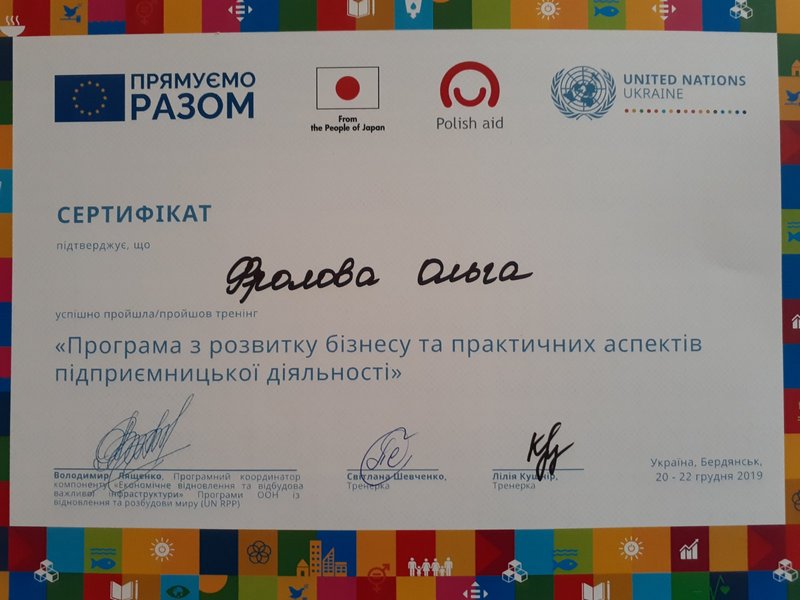 ПРЯМУЄМО
РАЗОМ
From
the People of Japan
Polish aid
UNITED NATIONS
UKRAINE
СЕРТИФІКАТ
підтверджує, що
Фролова Ольга
успішно пройшла/пройшов тренінг
«Програма з розвитку бізнесу та практичних аспектів
підприємницької діяльності»
Володимир Лященко, Програмний координатор
компоненту «Економічне відновлення та відбудова
важливої інфраструктури» Програми ООН із
відновлення та розбудови миру (UN RPP)
Світлана Шевченко,
Тренерка
Лілія Кушнір,
Тренерка
Україна, Бердянськ,
20 - 22 грудня 2019